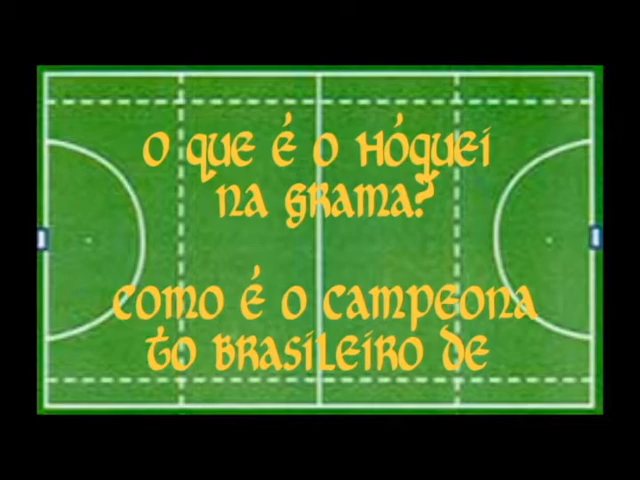 O QUE É O HÓQUEI
NA GRAMA?
COMO É O CAMPEONA
TO BRASILEIRO DE